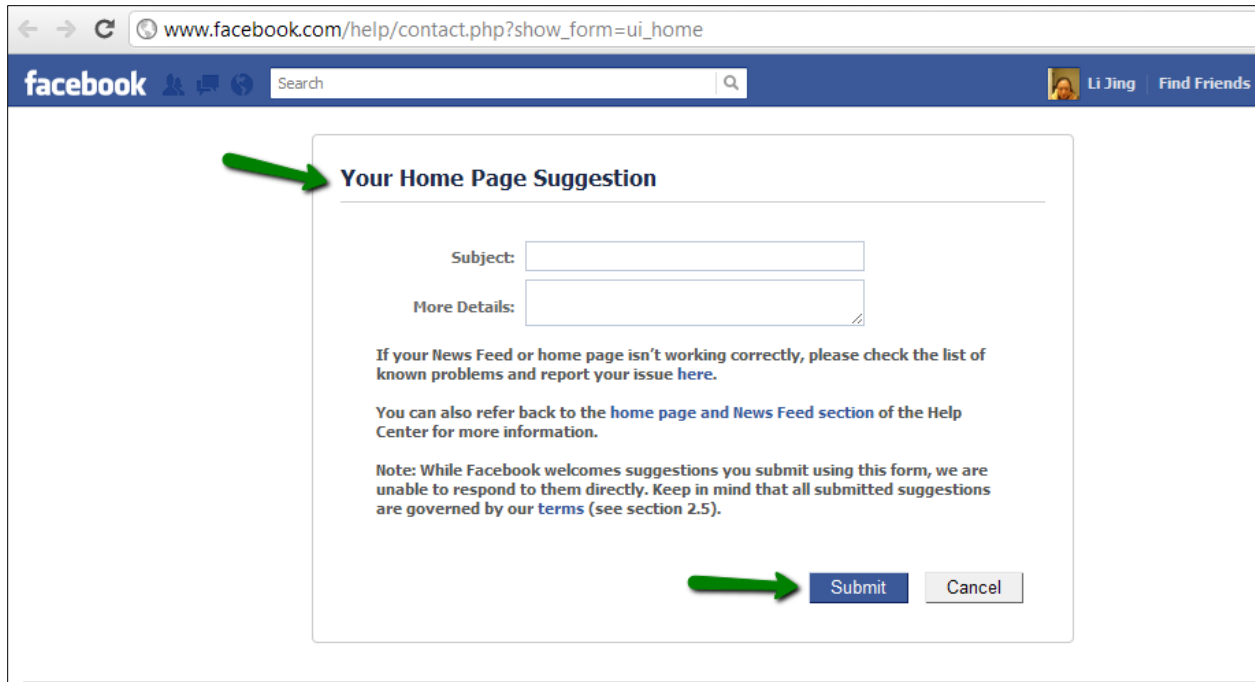 www.facebook.com/help/contact.php?show_form=ui_home
facebook Search Li Jing Find Friends
Your Home Page Suggestion
Subject:
More Details:
If your News Feed or home page isn't working correctly, please check the list of
known problems and report your issue here.
You can also refer back to the home page and News Feed section of the Help
Center for more information.
Note: While Facebook welcomes suggestions you submit using this form, we are
unable to respond to them directly. Keep in mind that all submitted suggestions
are governed by our terms (see section 2.5).
Submit Cancel